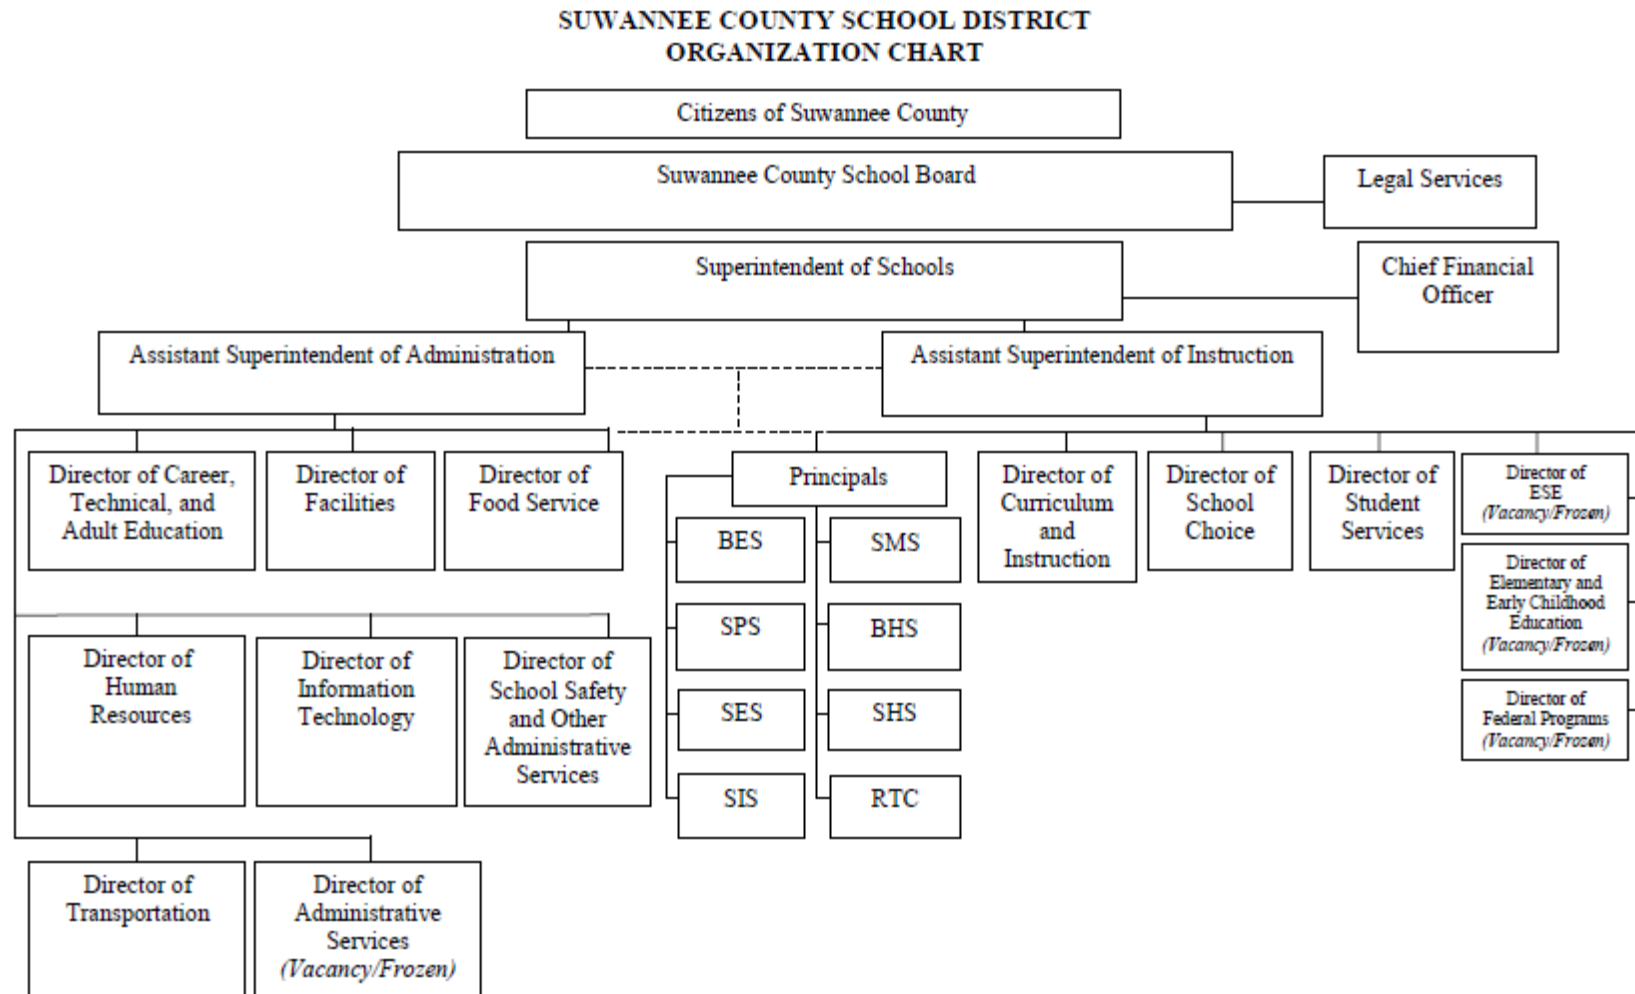 SUWANNEE COUNTY SCHOOL DISTRICT
ORGANIZATION CHART
Citizens of Suwannee County
Suwannee County School Board
Legal Services
Superintendent of Schools
Chief Financial
Officer
Assistant Superintendent of Administration
Assistant Superintendent of Instruction
Director of Career,
Technical, and
Adult Education
Director of
Facilities
Director of
Food Service
Principals
Director of
Curriculum
and
Instruction
Director of
School
Choice
Director of
Student
Services
Director of
ESE
(Vacancy/Frozen)
BES
SMS
Director of
Elementary and
Early Childhood
Education
(Vacancy/Frozen)
SPS
BHS
Director of
Human
Resources
Director of
Information
Technology
Director of
School Safety
and Other
Administrative
Services
SES
SHS
Director of
Federal Programs
(Vacancy/Frozen)
SIS
RTC
Director of
Transportation
Director of
Administrative
Services
(Vacancy/Frozen)